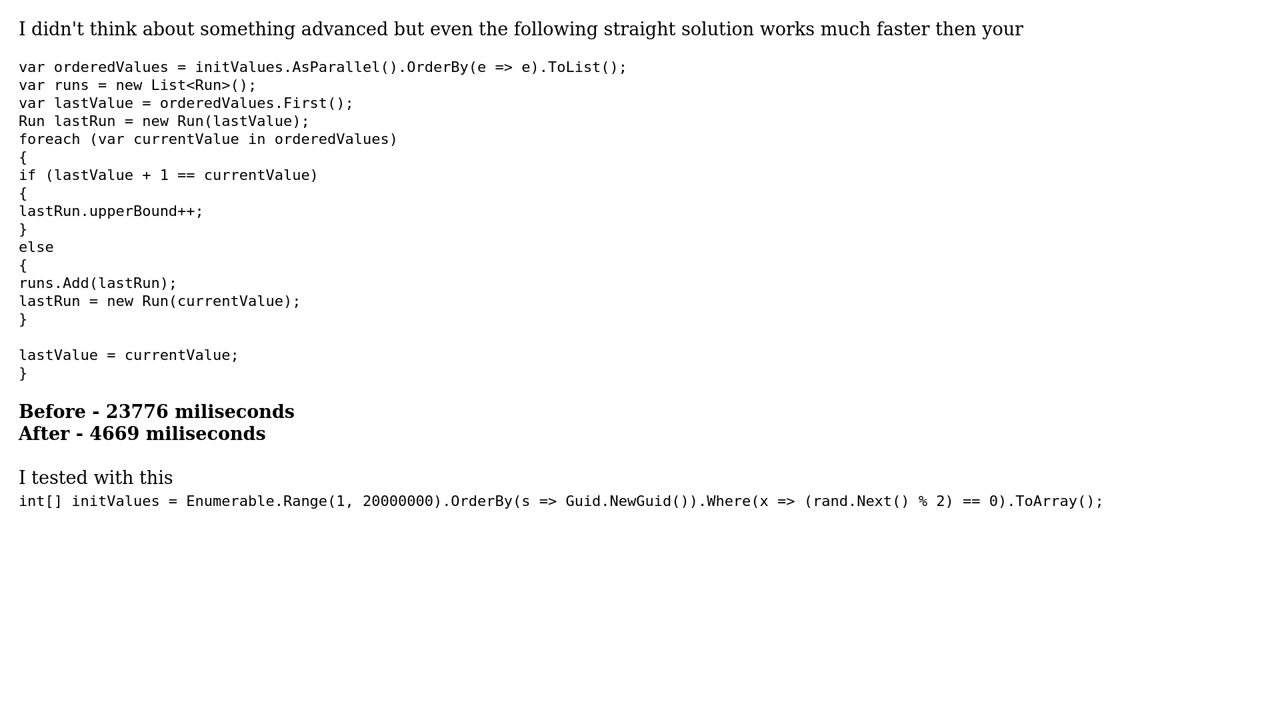 I didn't think about something advanced but even the following straight solution works much faster then your
var orderedValues = initValues.AsParallel().OrderBy(e => e).ToList();
var runs = new List<Run>();
var lastValue = orderedValues.First();
Run lastRun = new Run(lastValue);
foreach (var currentValue in orderedValues)
{
if (lastValue + 1 == currentValue)
{
lastRun.upperBound++;
}
else
{
runs.Add(lastRun);
lastRun = new Run(currentValue);
}
lastValue = currentValue;
}
Before - 23776 miliseconds
After - 4669 miliseconds
I tested with this
int[] initValues = Enumerable.Range(1, 20000000).OrderBy(s => Guid.NewGuid()).Where(x => (rand.Next() % 2) == 0).ToArray();